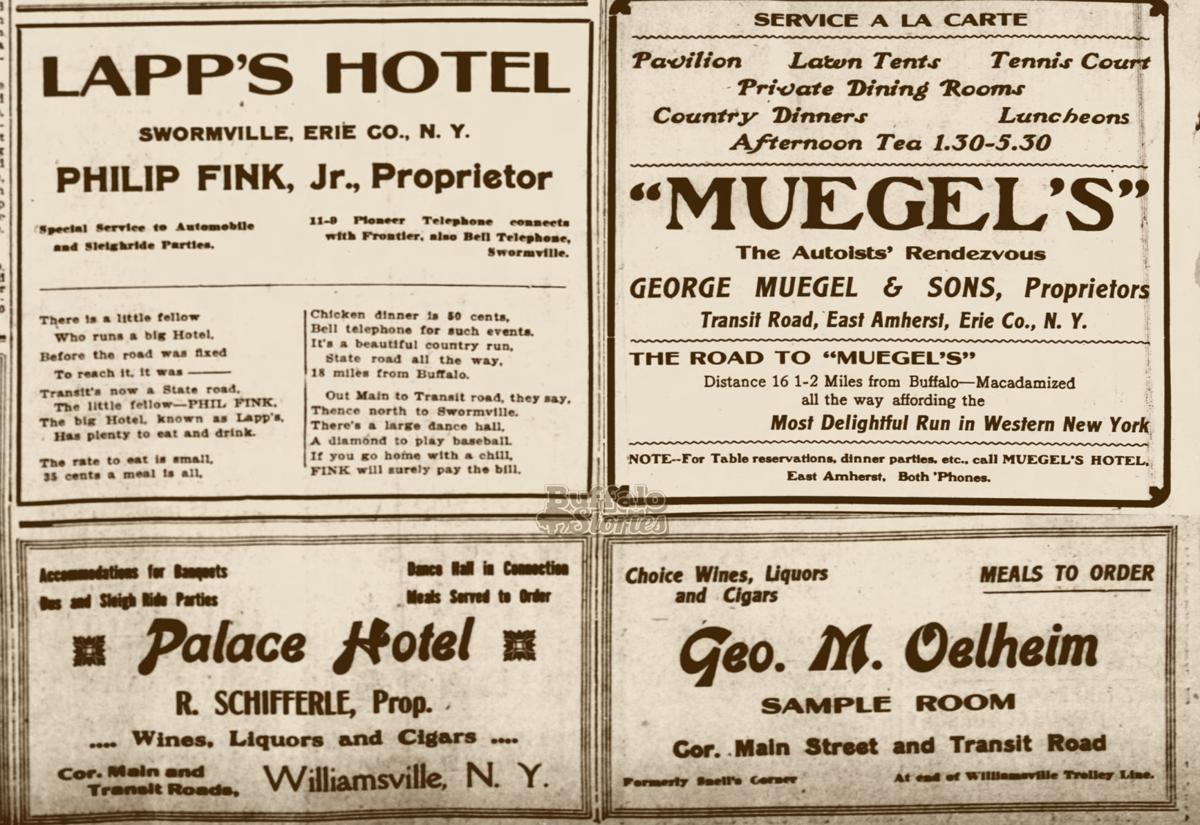 LAPP'S HOTEL
SWORMVILLE, ERIE CO., N. Y.
PHILIP FINK, Jr., Proprietor
Special Service to Automobile
and Sleighride Parties.
11-9 Pioneer Telephone connects
with Frontier, also Bell Telephone,
Swormville.
There is a little fellow
Who runs a big Hotel,
Before the road was fixed
To reach it, it was ———
Transit's now a State road,
The little fellow—PHIL FINK,
The big Hotel, known as Lapp's,
Has plenty to eat and drink.
The rate to eat is small,
35 cents a meal is all,
Chicken dinner is 50 cents,
Bell telephone for such events.
It's a beautiful country run,
State road all the way,
18 miles from Buffalo.
Out Main to Transit road, they say,
Thence north to Swormville.
There's a large dance hall,
A diamond to play baseball.
If you go home with a chill,
FINK will surely pay the bill.
SERVICE A LA CARTE
Pavilion Lawn Tents Tennis Court
Private Dining Rooms
Country Dinners Luncheons
Afternoon Tea 1.30-5.30
"MUEGEL'S"
The Autoists' Rendezvous
GEORGE MUEGEL & SONS, Proprietors
Transit Road, East Amherst, Erie Co., N. Y.
THE ROAD TO "MUEGEL'S"
Distance 16 1-2 Miles from Buffalo—Macadamized
all the way affording the
Most Delightful Run in Western New York
NOTE--For Table reservations, dinner parties, etc., call MUEGEL'S HOTEL,
East Amherst, Both 'Phones.
Buffalo
Stories
Accommodations for Banquets
Bus and Sleigh Ride Parties
Dance Hall in Connection
Meals Served to Order
Palace Hotel
R. SCHIFFERLE, Prop.
.... Wines, Liquors and Cigars ....
Cor. Main and
Transit Roads,
Williamsville, N. Y.
Choice Wines, Liquors
and Cigars
MEALS TO ORDER
Geo. M. Oelheim
SAMPLE ROOM
Cor. Main Street and Transit Road
Formerly Snell's Corner
At end of Williamsville Trolley Line.